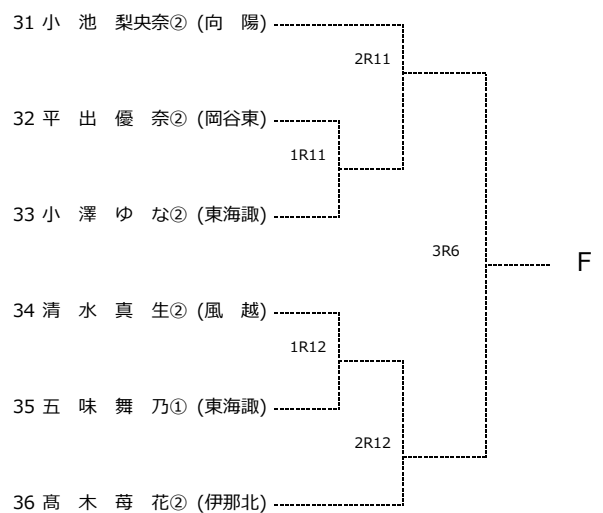 31 小　池　梨央奈② (向　陽)
2R11
32 平　出　優　奈② (岡谷東)
1R11
33 小　澤　ゆ　な② (東海諏)
3R6
F
34 清　水　真　生② (風　越)
1R12
35 五　味　舞　乃① (東海諏)
2R12
36 髙　木　苺　花② (伊那北)